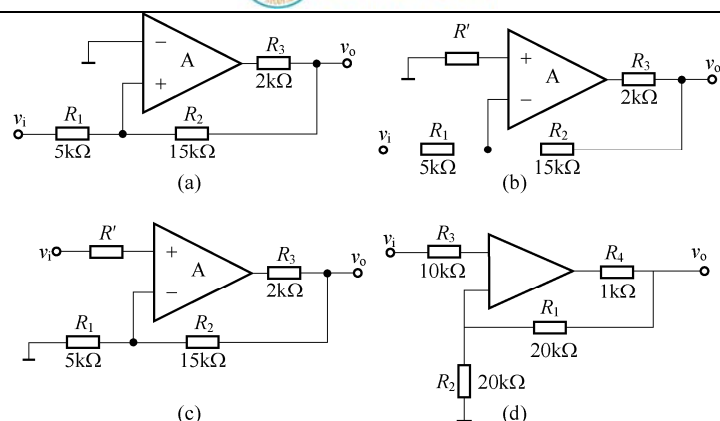 −
A
+
R₃
2kΩ
vₒ
vᵢ
R₁
5kΩ
R₂
15kΩ
(a)
R'
+
A
−
R₃
2kΩ
vₒ
vᵢ
R₁
5kΩ
R₂
15kΩ
(b)
vᵢ
R'
+
A
−
R₃
2kΩ
vₒ
R₁
5kΩ
R₂
15kΩ
(c)
vᵢ
R₃
10kΩ
R₄
1kΩ
vₒ
R₁
20kΩ
R₂ 20kΩ
(d)